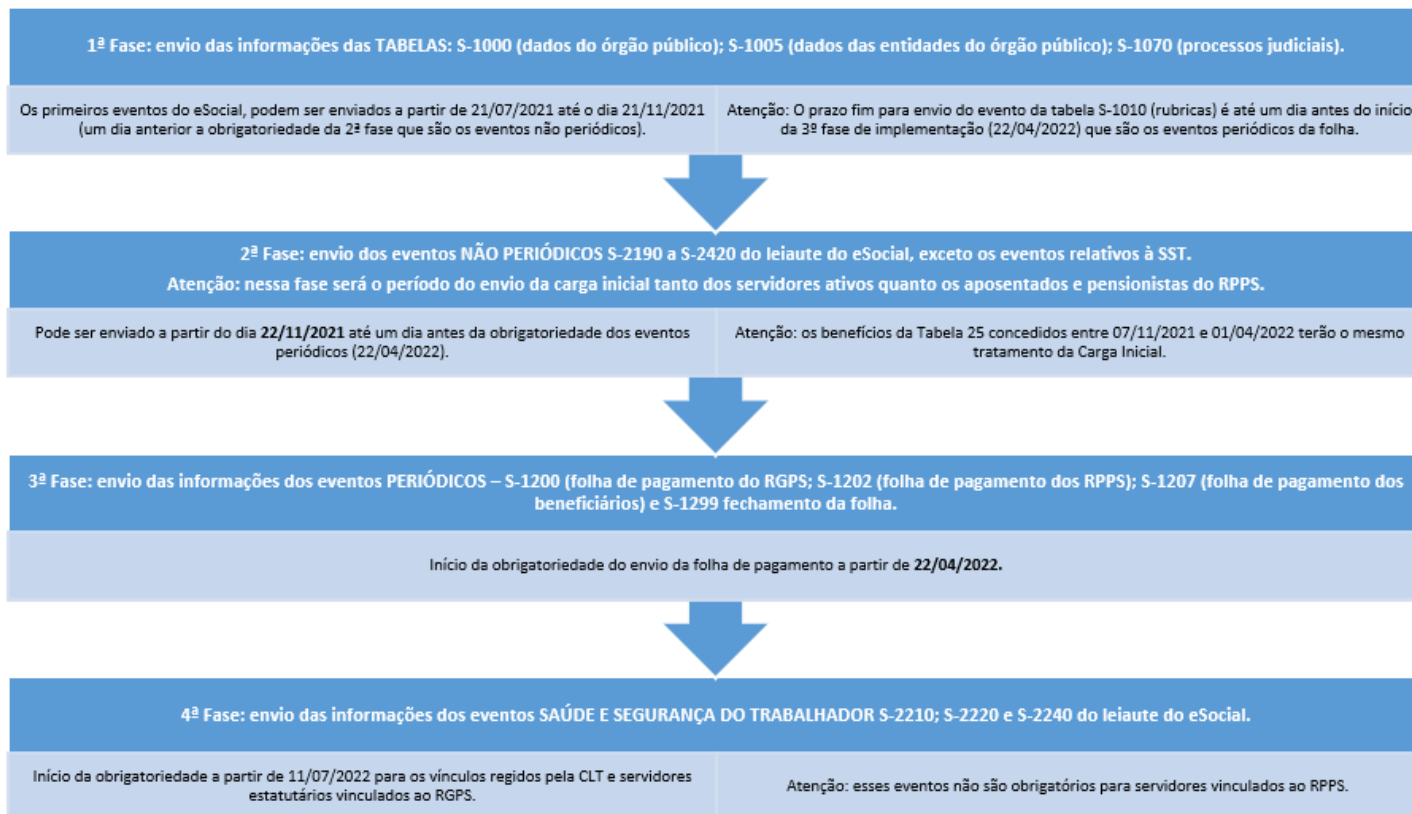 1ª Fase: envio das informações das TABELAS: S-1000 (dados do órgão público); S-1005 (dados das entidades do órgão público); S-1070 (processos judiciais).
Os primeiros eventos do eSocial, podem ser enviados a partir de 21/07/2021 até o dia 21/11/2021
(um dia anterior a obrigatoriedade da 2ª fase que são os eventos não periódicos).
Atenção: O prazo fim para envio do evento da tabela S-1010 (rubricas) é até um dia antes do início
da 3º fase de implementação (22/04/2022) que são os eventos periódicos da folha.
2ª Fase: envio dos eventos NÃO PERIÓDICOS S-2190 a S-2420 do leiaute do eSocial, exceto os eventos relativos à SST.
Atenção: nessa fase será o período do envio da carga inicial tanto dos servidores ativos quanto os aposentados e pensionistas do RPPS.
Pode ser enviado a partir do dia 22/11/2021 até um dia antes da obrigatoriedade dos eventos
periódicos (22/04/2022).
Atenção: os benefícios da Tabela 25 concedidos entre 07/11/2021 e 01/04/2022 terão o mesmo
tratamento da Carga Inicial.
3ª Fase: envio das informações dos eventos PERIÓDICOS – S-1200 (folha de pagamento do RGPS; S-1202 (folha de pagamento dos RPPS); S-1207 (folha de pagamento dos
beneficiários) e S-1299 fechamento da folha.
Início da obrigatoriedade do envio da folha de pagamento a partir de 22/04/2022.
4ª Fase: envio das informações dos eventos SAÚDE E SEGURANÇA DO TRABALHADOR S-2210; S-2220 e S-2240 do leiaute do eSocial.
Início da obrigatoriedade a partir de 11/07/2022 para os vínculos regidos pela CLT e servidores
estatutários vinculados ao RGPS.
Atenção: esses eventos não são obrigatórios para servidores vinculados ao RPPS.